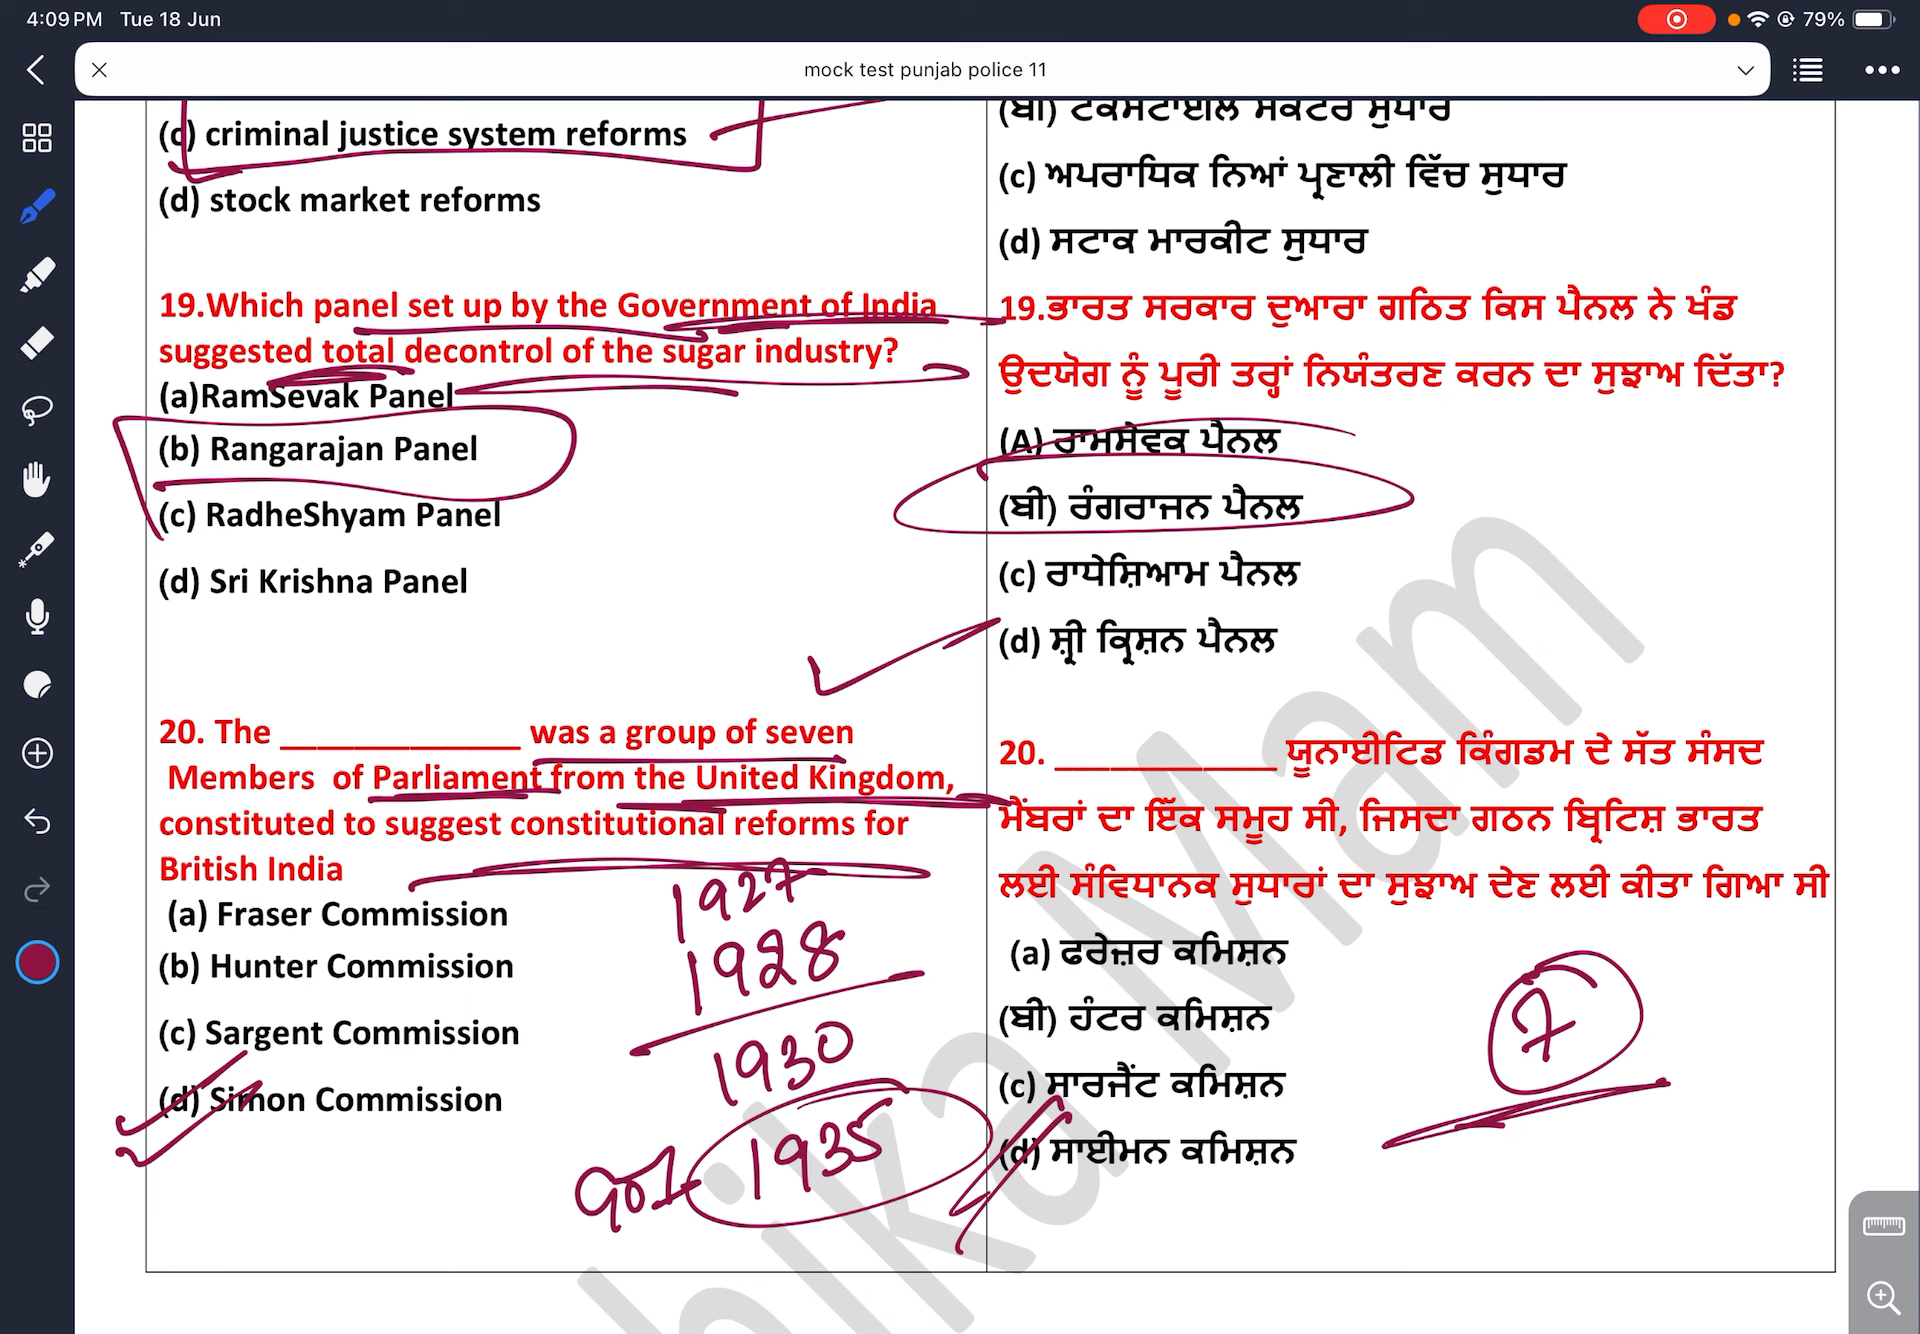 4:09 PM Tue 18 Jun
79%
mock test punjab police 11
(c) criminal justice system reforms
(d) stock market reforms
19.Which panel set up by the Government of India
suggested total decontrol of the sugar industry?
(a)RamSevak Panel
(b) Rangarajan Panel
(c) RadheShyam Panel
(d) Sri Krishna Panel
20. The ____________ was a group of seven
Members of Parliament from the United Kingdom,
constituted to suggest constitutional reforms for
British India
(a) Fraser Commission
(b) Hunter Commission
(c) Sargent Commission
(d) Simon Commission
1927
1928
1930
1935
(ਬੀ) ਟੈਕਸਟਾਈਲ ਸੈਕਟਰ ਸੁਧਾਰ
(c) ਅਪਰਾਧਿਕ ਨਿਆਂ ਪ੍ਰਣਾਲੀ ਵਿੱਚ ਸੁਧਾਰ
(d) ਸਟਾਕ ਮਾਰਕੀਟ ਸੁਧਾਰ
19.ਭਾਰਤ ਸਰਕਾਰ ਦੁਆਰਾ ਗਠਿਤ ਕਿਸ ਪੈਨਲ ਨੇ ਖੰਡ
ਉਦਯੋਗ ਨੂੰ ਪੂਰੀ ਤਰ੍ਹਾਂ ਨਿਯੰਤਰਣ ਕਰਨ ਦਾ ਸੁਝਾਅ ਦਿੱਤਾ?
(A) ਰਾਮਸੇਵਕ ਪੈਨਲ
(ਬੀ) ਰੰਗਰਾਜਨ ਪੈਨਲ
(c) ਰਾਧੇਸ਼ਿਆਮ ਪੈਨਲ
(d) ਸ਼੍ਰੀ ਕ੍ਰਿਸ਼ਨ ਪੈਨਲ
20. ___________ ਯੂਨਾਈਟਿਡ ਕਿੰਗਡਮ ਦੇ ਸੱਤ ਸੰਸਦ
ਮੈਂਬਰਾਂ ਦਾ ਇੱਕ ਸਮੂਹ ਸੀ, ਜਿਸਦਾ ਗਠਨ ਬ੍ਰਿਟਿਸ਼ ਭਾਰਤ
ਲਈ ਸੰਵਿਧਾਨਕ ਸੁਧਾਰਾਂ ਦਾ ਸੁਝਾਅ ਦੇਣ ਲਈ ਕੀਤਾ ਗਿਆ ਸੀ
(a) ਫਰੇਜ਼ਰ ਕਮਿਸ਼ਨ
(ਬੀ) ਹੰਟਰ ਕਮਿਸ਼ਨ
(c) ਸਾਰਜੈਂਟ ਕਮਿਸ਼ਨ
(d) ਸਾਈਮਨ ਕਮਿਸ਼ਨ
7
Mam